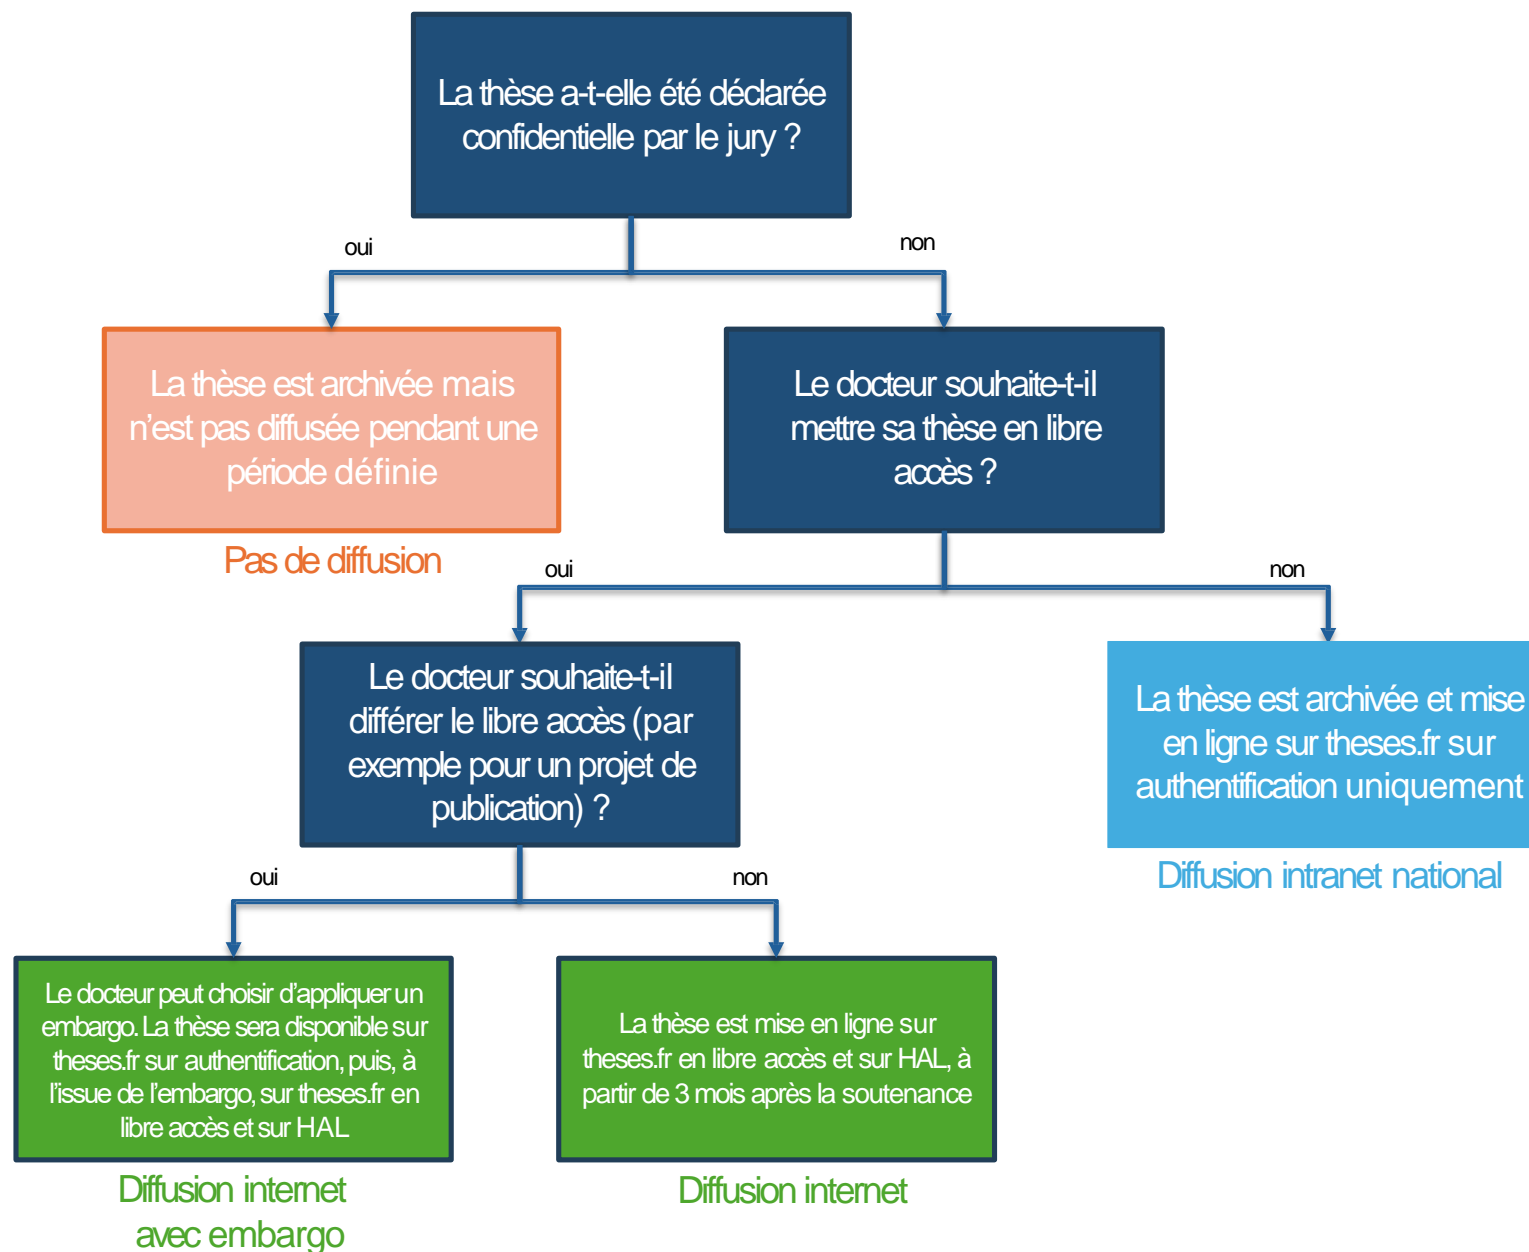 La thèse a-t-elle été déclarée
confidentielle par le jury ?
oui
non
La thèse est archivée mais
n’est pas diffusée pendant une
période définie
Pas de diffusion
Le docteur souhaite-t-il
mettre sa thèse en libre
accès ?
oui
non
Le docteur souhaite-t-il
différer le libre accès (par
exemple pour un projet de
publication) ?
La thèse est archivée et mise
en ligne sur theses.fr sur
authentification uniquement
Diffusion intranet national
oui
non
Le docteur peut choisir d’appliquer un
embargo. La thèse sera disponible sur
theses.fr sur authentification, puis, à
l’issue de l’embargo, sur theses.fr en
libre accès et sur HAL
Diffusion internet
avec embargo
La thèse est mise en ligne sur
theses.fr en libre accès et sur HAL, à
partir de 3 mois après la soutenance
Diffusion internet